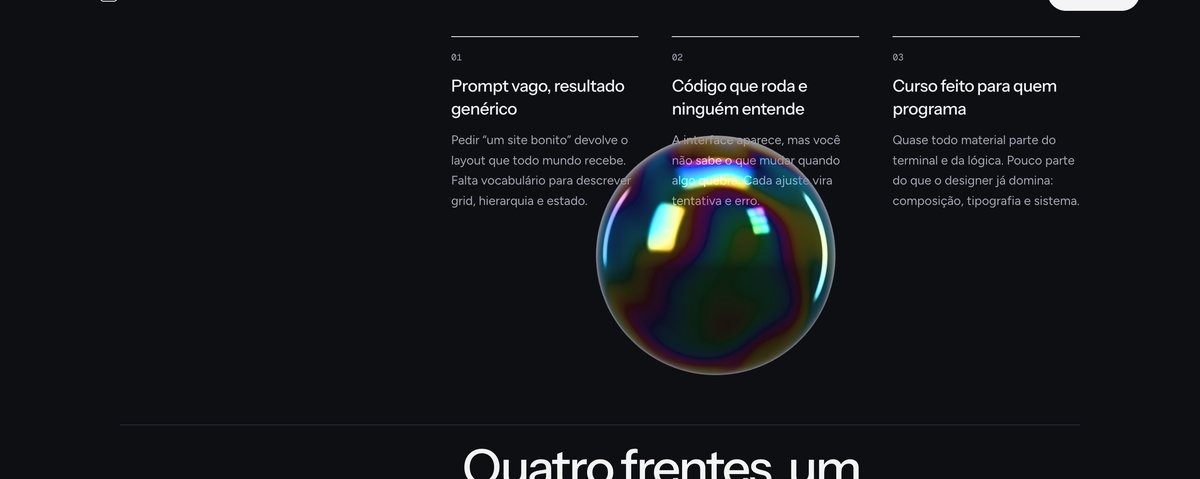 01
Prompt vago, resultado
genérico
Pedir “um site bonito” devolve o
layout que todo mundo recebe.
Falta vocabulário para descrever
grid, hierarquia e estado.
02
Código que roda e
ninguém entende
A interface aparece, mas você
não sabe o que mudar quando
algo quebra. Cada ajuste vira
tentativa e erro.
03
Curso feito para quem
programa
Quase todo material parte do
terminal e da lógica. Pouco parte
do que o designer já domina:
composição, tipografia e sistema.
Quatro frentes, um